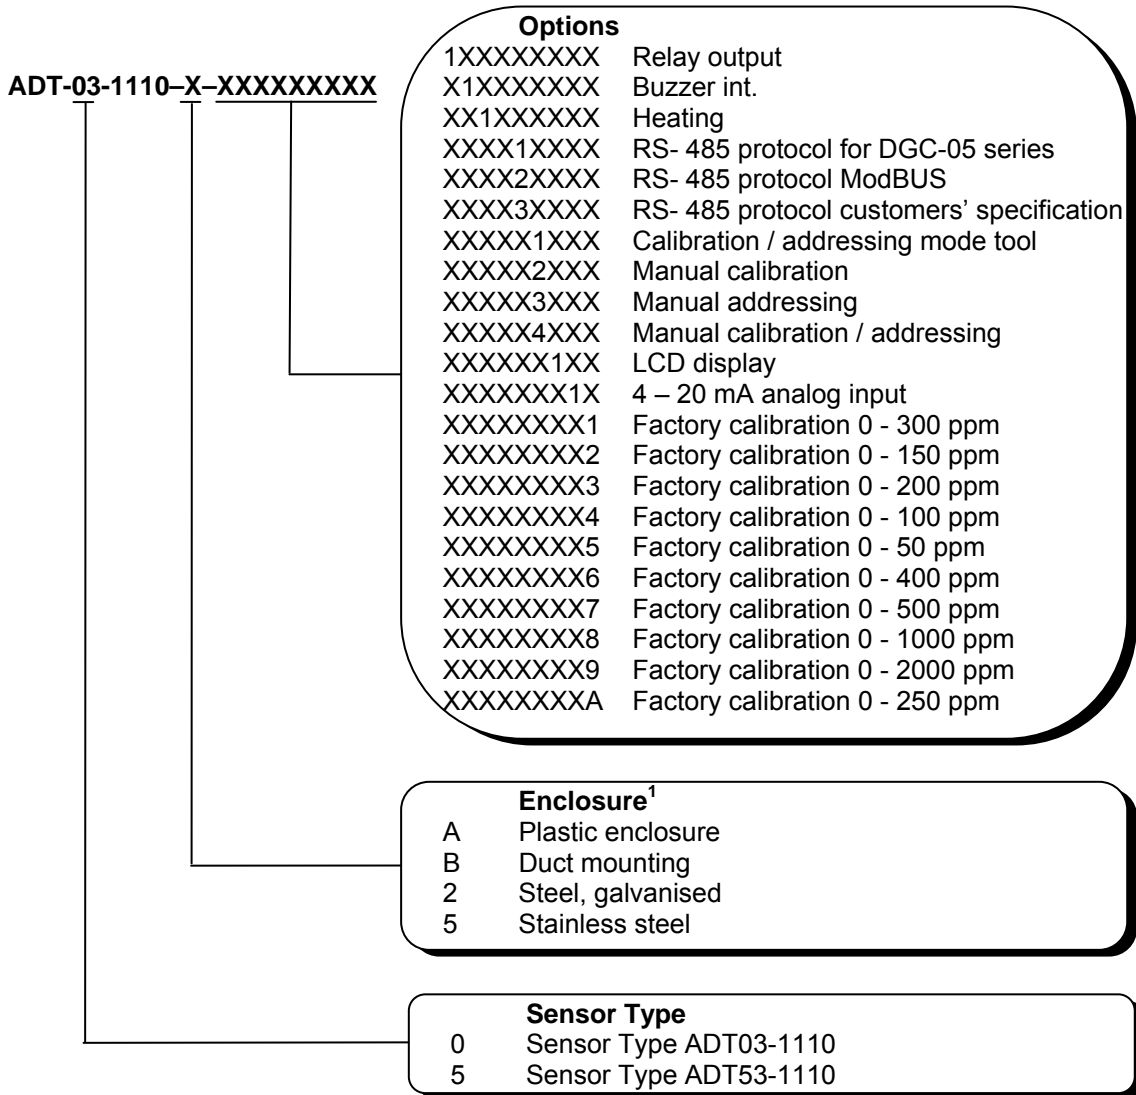 Options
ADT-03-1110–X–XXXXXXXXX
1XXXXXXXX Relay output
X1XXXXXXX Buzzer int.
XX1XXXXXX Heating
XXXX1XXXX RS- 485 protocol for DGC-05 series
XXXX2XXXX RS- 485 protocol ModBUS
XXXX3XXXX RS- 485 protocol customers’ specification
XXXXX1XXX Calibration / addressing mode tool
XXXXX2XXX Manual calibration
XXXXX3XXX Manual addressing
XXXXX4XXX Manual calibration / addressing
XXXXXX1XX LCD display
XXXXXXX1X 4 – 20 mA analog input
XXXXXXXX1 Factory calibration 0 - 300 ppm
XXXXXXXX2 Factory calibration 0 - 150 ppm
XXXXXXXX3 Factory calibration 0 - 200 ppm
XXXXXXXX4 Factory calibration 0 - 100 ppm
XXXXXXXX5 Factory calibration 0 - 50 ppm
XXXXXXXX6 Factory calibration 0 - 400 ppm
XXXXXXXX7 Factory calibration 0 - 500 ppm
XXXXXXXX8 Factory calibration 0 - 1000 ppm
XXXXXXXX9 Factory calibration 0 - 2000 ppm
XXXXXXXXA Factory calibration 0 - 250 ppm
Enclosure¹
A Plastic enclosure
B Duct mounting
2 Steel, galvanised
5 Stainless steel
Sensor Type
0 Sensor Type ADT03-1110
5 Sensor Type ADT53-1110